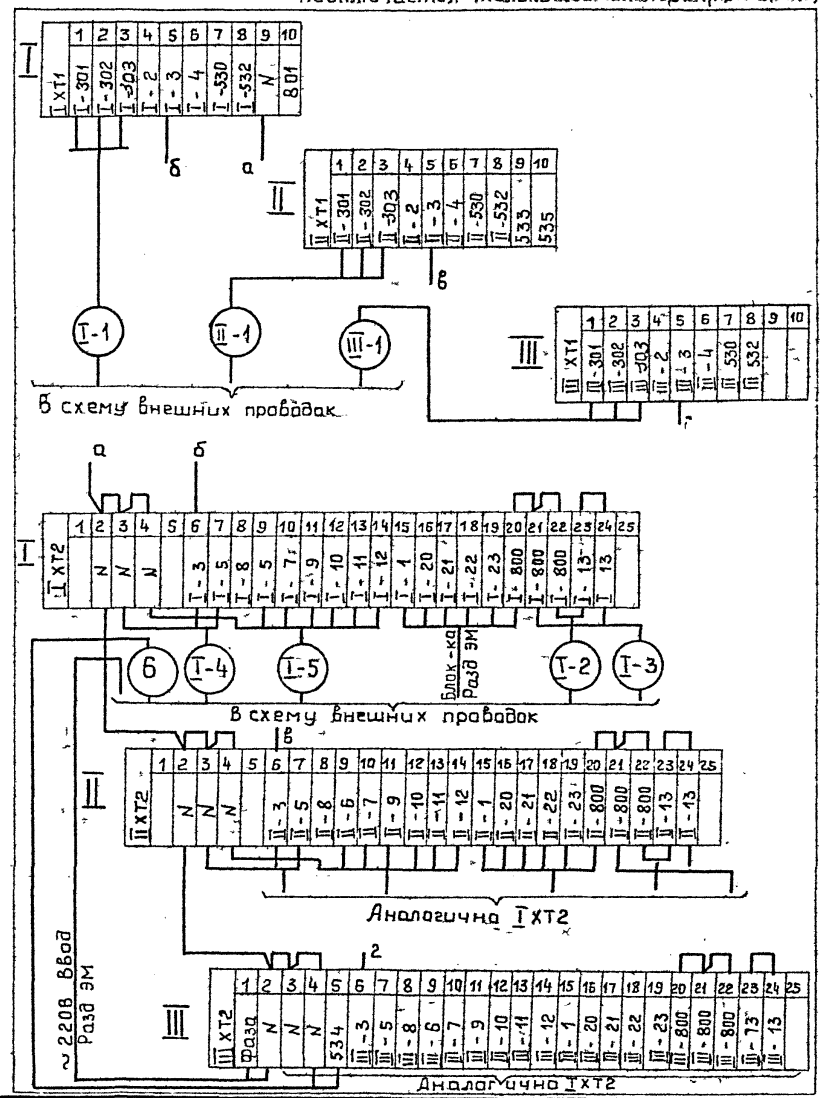 I
1 2 3 4 5 6 7 8 9 10
I XT1 I-301 I-302 I-303 I-2 I-3 I-4 I-530 I-532 N 801
б а
II
1 2 3 4 5 6 7 8 9 10
II XT1 II-301 II-302 II-303 II-2 II-3 II-4 II-530 II-532 533 535
в
I-1 II-1 III-1
III
1 2 3 4 5 6 7 8 9 10
III XT1 III-301 III-302 III-303 III-2 III-3 III-4 III-530 III-532
г
В схему внешних проводок
а б
I
1 2 3 4 5 6 7 8 9 10 11 12 13 14 15 16 17 18 19 20 21 22 23 24 25
I XT2 N N N I-3 I-5 I-8 I-5 I-7 I-9 I-10 I-11 I-12 I-1 I-20 I-21 I-22 I-23 I-800 I-800 I-800 I-13 I-13
6 I-4 I-5 Блок-ка Разд ЭМ I-2 I-3
В схему внешних проводок
в
II
1 2 3 4 5 6 7 8 9 10 11 12 13 14 15 16 17 18 19 20 21 22 23 24 25
II XT2 N N N II-3 II-5 II-8 II-6 II-7 II-9 II-10 II-11 II-12 II-1 II-20 II-21 II-22 II-23 II-800 II-800 II-800 II-13 II-13
Аналогично I XT2
~220В Ввод
Разд ЭМ
г
III
1 2 3 4 5 6 7 8 9 10 11 12 13 14 15 16 17 18 19 20 21 22 23 24 25
III XT2 Фаза N N N 534 III-3 III-5 III-8 III-6 III-7 III-9 III-10 III-11 III-12 III-1 III-20 III-21 III-22 III-23 III-800 III-800 III-800 III-13 III-13
Аналогично I XT2